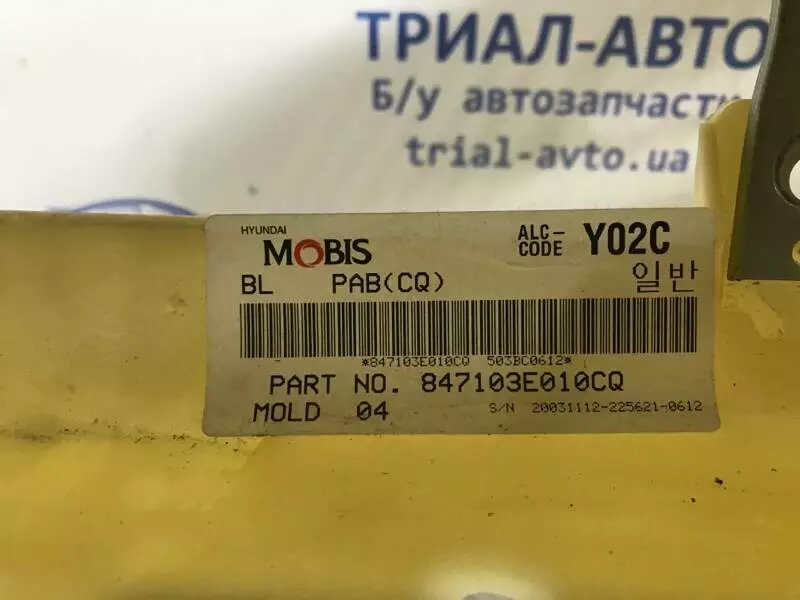 ТРИАЛ-АВТО
Б/у автозапчасти
trial-avto.ua
HYUNDAI
MOBIS
ALC-CODE Y02C
BL PAB(CQ) 일반
*847103E010CQ 503BC0612*
PART NO. 847103E010CQ
MOLD 04 S/N 20031112-225621-0612